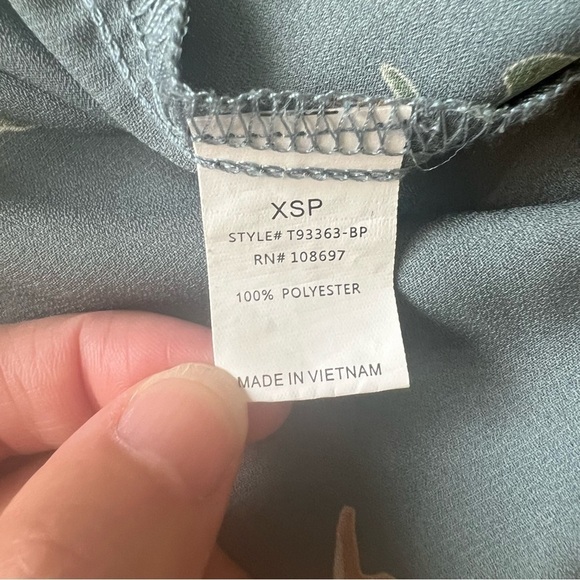 XSP
STYLE# T93363-BP
RN# 108697
100% POLYESTER
MADE IN VIETNAM